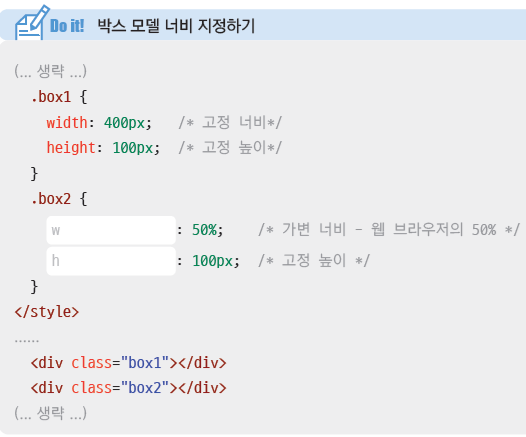 Do it! 박스 모델 너비 지정하기
(... 생략 ...)
.box1 {
width: 400px; /* 고정 너비*/
height: 100px; /* 고정 높이*/
}
.box2 {
w : 50%; /* 가변 너비 - 웹 브라우저의 50% */
h : 100px; /* 고정 높이 */
}
</style>
......
<div class="box1"></div>
<div class="box2"></div>
(... 생략 ...)